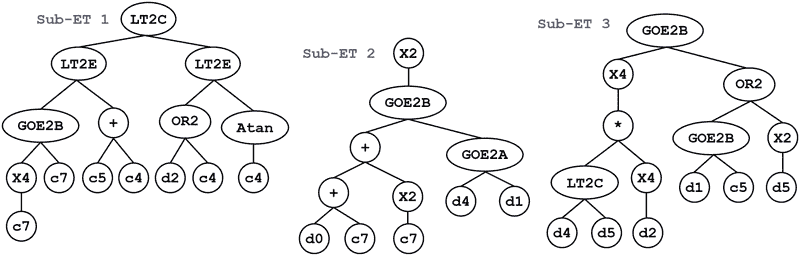 Sub-ET 1
LT2C
LT2E LT2E
GOE2B + OR2 Atan
X4 c7 c5 c4 d2 c4 c4
c7
Sub-ET 2
X2
GOE2B
+ GOE2A
+ X2 d4 d1
d0 c7 c7
Sub-ET 3
GOE2B
X4 OR2
* GOE2B X2
LT2C X4 d1 c5 d5
d4 d5 d2